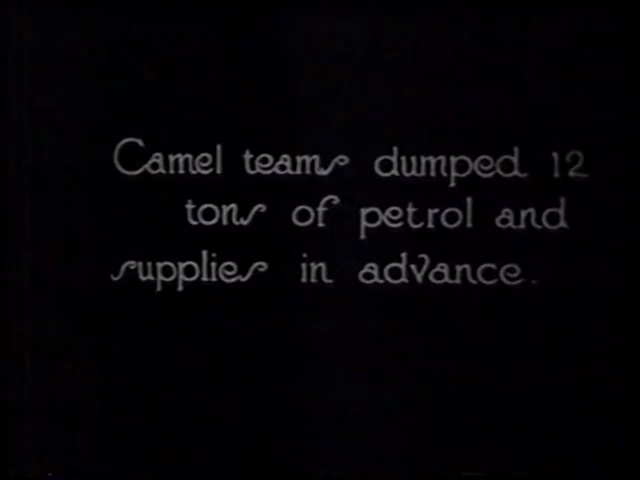 Camel teams dumped 12
tons of petrol and
supplies in advance.